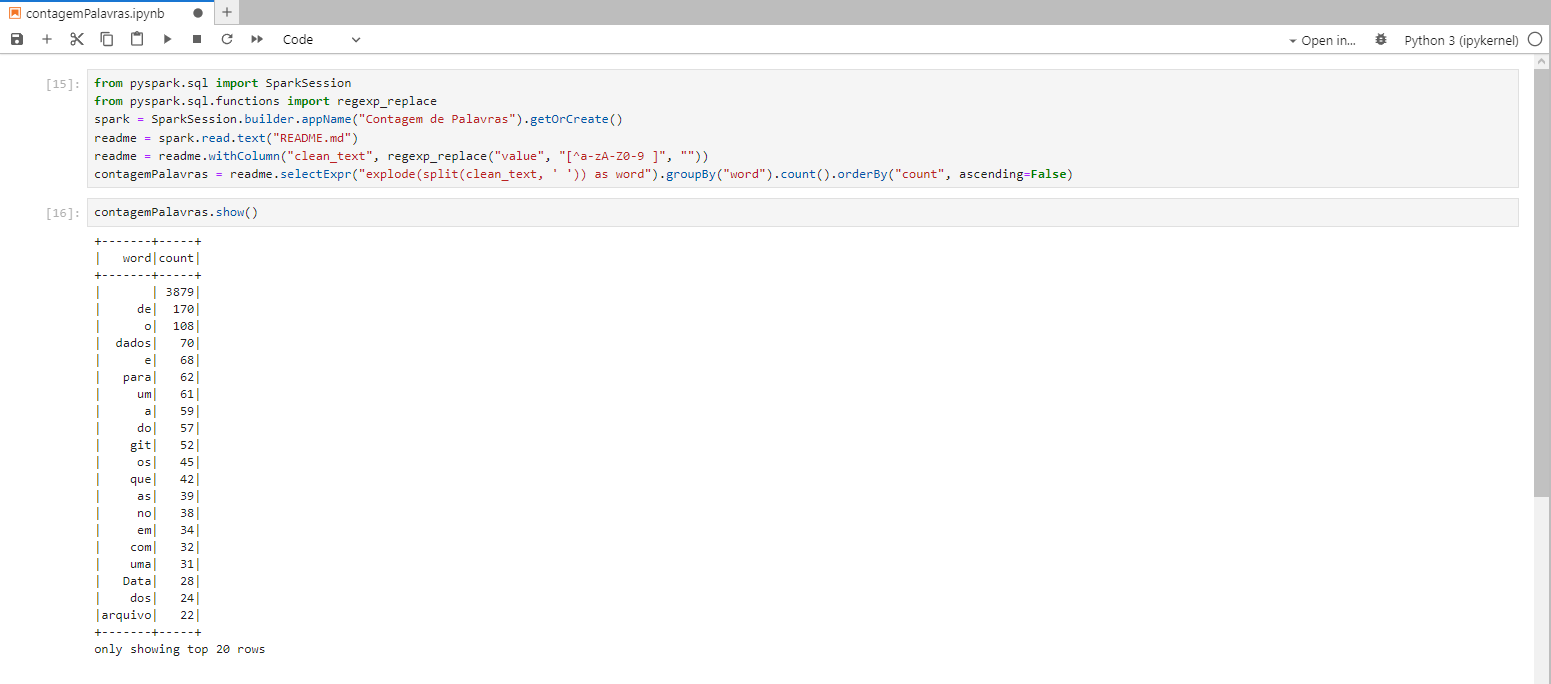 contagemPalavras.ipynb
Code
Open in...
Python 3 (ipykernel)
[15]:
from pyspark.sql import SparkSession
from pyspark.sql.functions import regexp_replace
spark = SparkSession.builder.appName("Contagem de Palavras").getOrCreate()
readme = spark.read.text("README.md")
readme = readme.withColumn("clean_text", regexp_replace("value", "[^a-zA-Z0-9 ]", ""))
contagemPalavras = readme.selectExpr("explode(split(clean_text, ' ')) as word").groupBy("word").count().orderBy("count", ascending=False)
[16]:
contagemPalavras.show()
+-------+-----+
|   word|count|
+-------+-----+
|       | 3879|
|     de|  170|
|      o|  108|
|  dados|   70|
|      e|   68|
|   para|   62|
|     um|   61|
|      a|   59|
|     do|   57|
|    git|   52|
|     os|   45|
|    que|   42|
|     as|   39|
|     no|   38|
|     em|   34|
|    com|   32|
|    uma|   31|
|   Data|   28|
|    dos|   24|
|arquivo|   22|
+-------+-----+
only showing top 20 rows